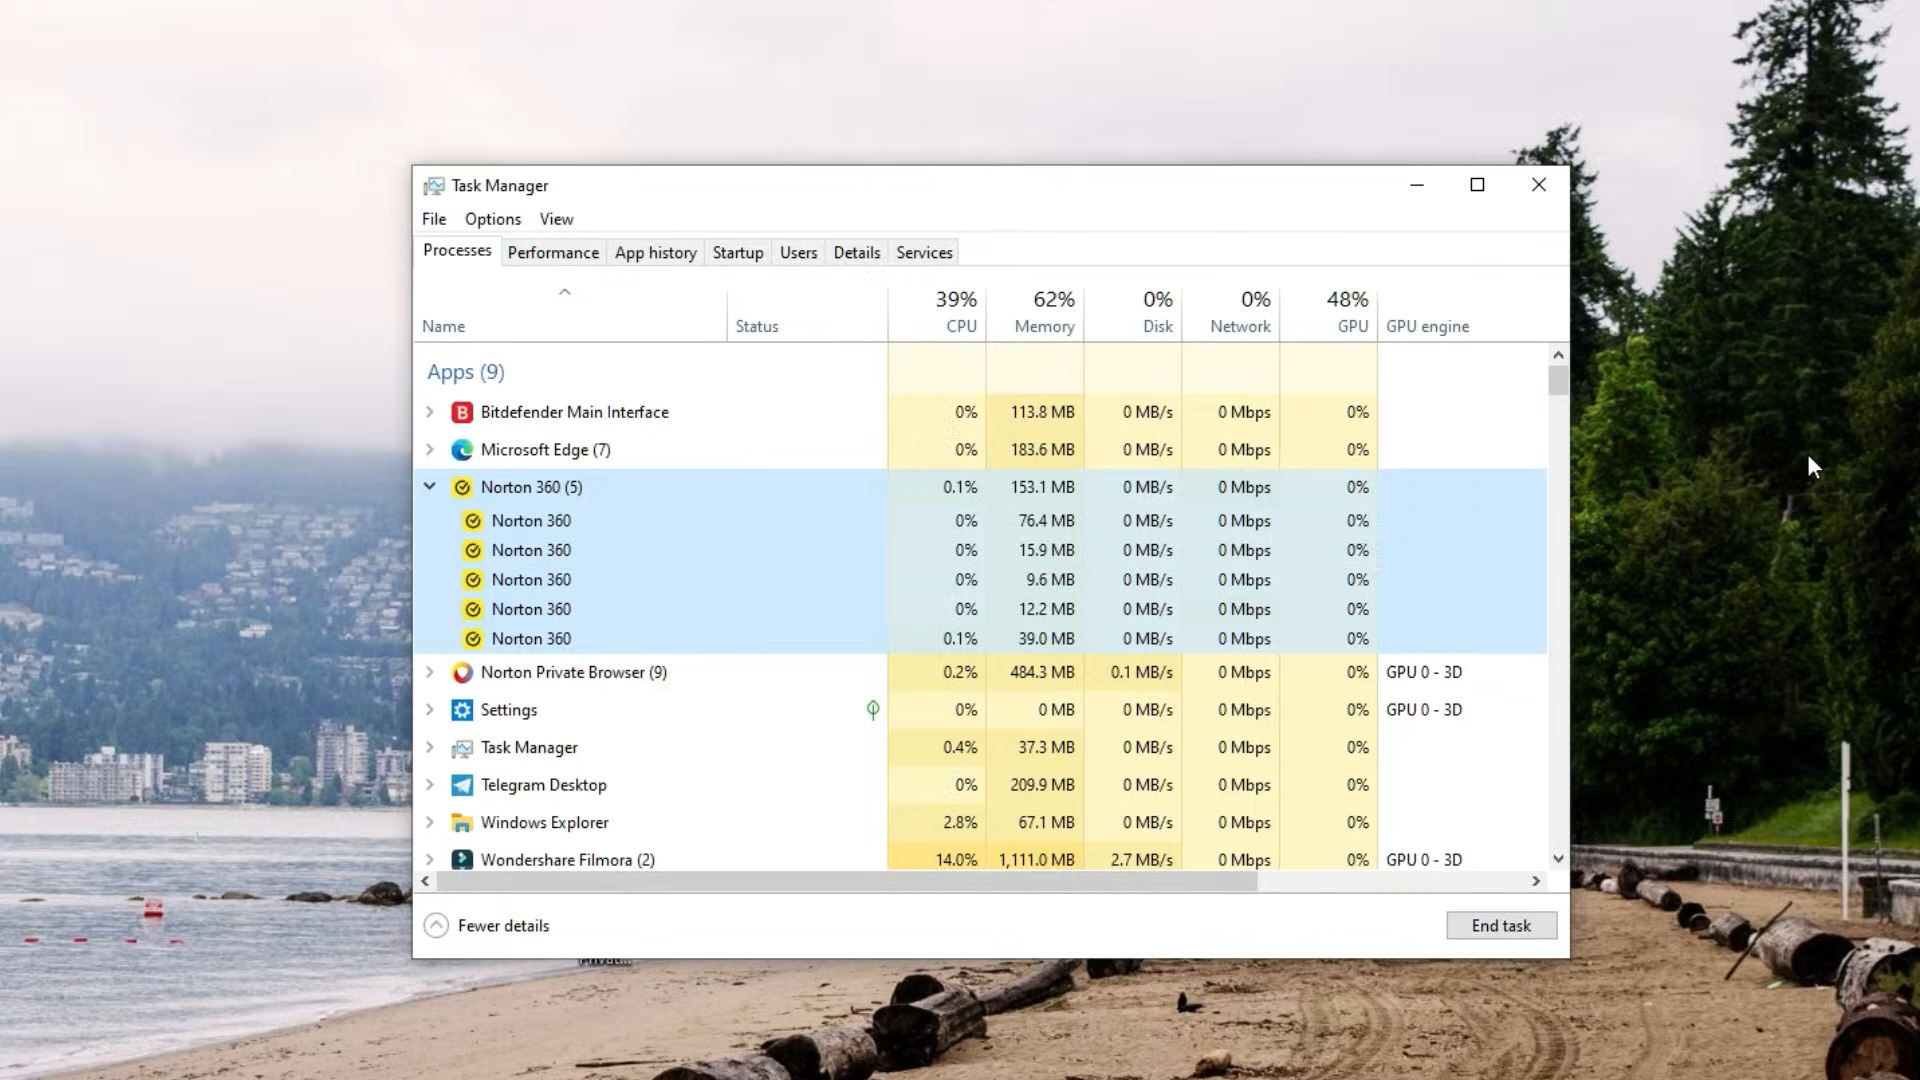 Task Manager
File Options View
Processes Performance App history Startup Users Details Services
39% 62% 0% 0% 48%
Name Status CPU Memory Disk Network GPU GPU engine
Apps (9)
Bitdefender Main Interface 0% 113.8 MB 0 MB/s 0 Mbps 0%
Microsoft Edge (7) 0% 183.6 MB 0 MB/s 0 Mbps 0%
Norton 360 (5) 0.1% 153.1 MB 0 MB/s 0 Mbps 0%
Norton 360 0% 76.4 MB 0 MB/s 0 Mbps 0%
Norton 360 0% 15.9 MB 0 MB/s 0 Mbps 0%
Norton 360 0% 9.6 MB 0 MB/s 0 Mbps 0%
Norton 360 0% 12.2 MB 0 MB/s 0 Mbps 0%
Norton 360 0.1% 39.0 MB 0 MB/s 0 Mbps 0%
Norton Private Browser (9) 0.2% 484.3 MB 0.1 MB/s 0 Mbps 0% GPU 0 - 3D
Settings 0% 0 MB 0 MB/s 0 Mbps 0% GPU 0 - 3D
Task Manager 0.4% 37.3 MB 0 MB/s 0 Mbps 0%
Telegram Desktop 0% 209.9 MB 0 MB/s 0 Mbps 0%
Windows Explorer 2.8% 67.1 MB 0 MB/s 0 Mbps 0%
Wondershare Filmora (2) 14.0% 1,111.0 MB 2.7 MB/s 0 Mbps 0% GPU 0 - 3D
Fewer details End task